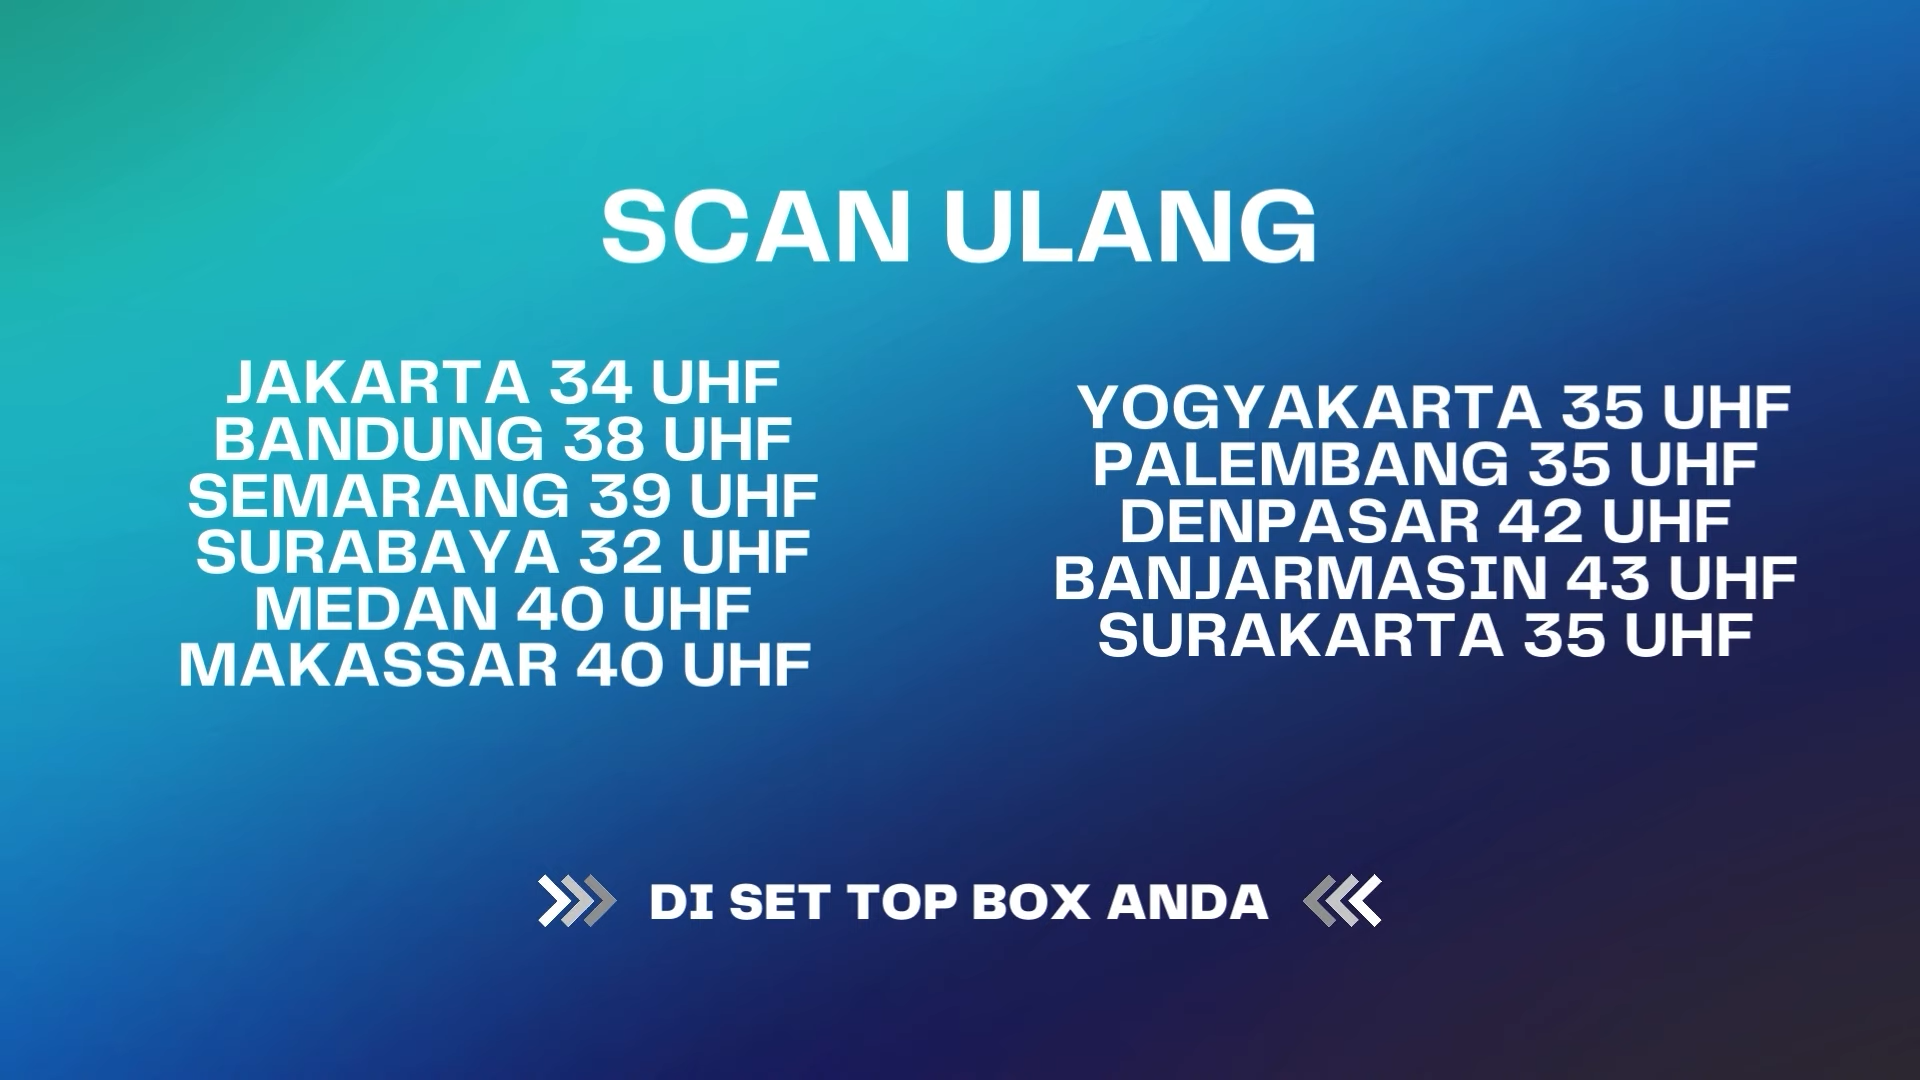 SCAN ULANG
JAKARTA 34 UHF
BANDUNG 38 UHF
SEMARANG 39 UHF
SURABAYA 32 UHF
MEDAN 40 UHF
MAKASSAR 40 UHF
YOGYAKARTA 35 UHF
PALEMBANG 35 UHF
DENPASAR 42 UHF
BANJARMASIN 43 UHF
SURAKARTA 35 UHF
DI SET TOP BOX ANDA